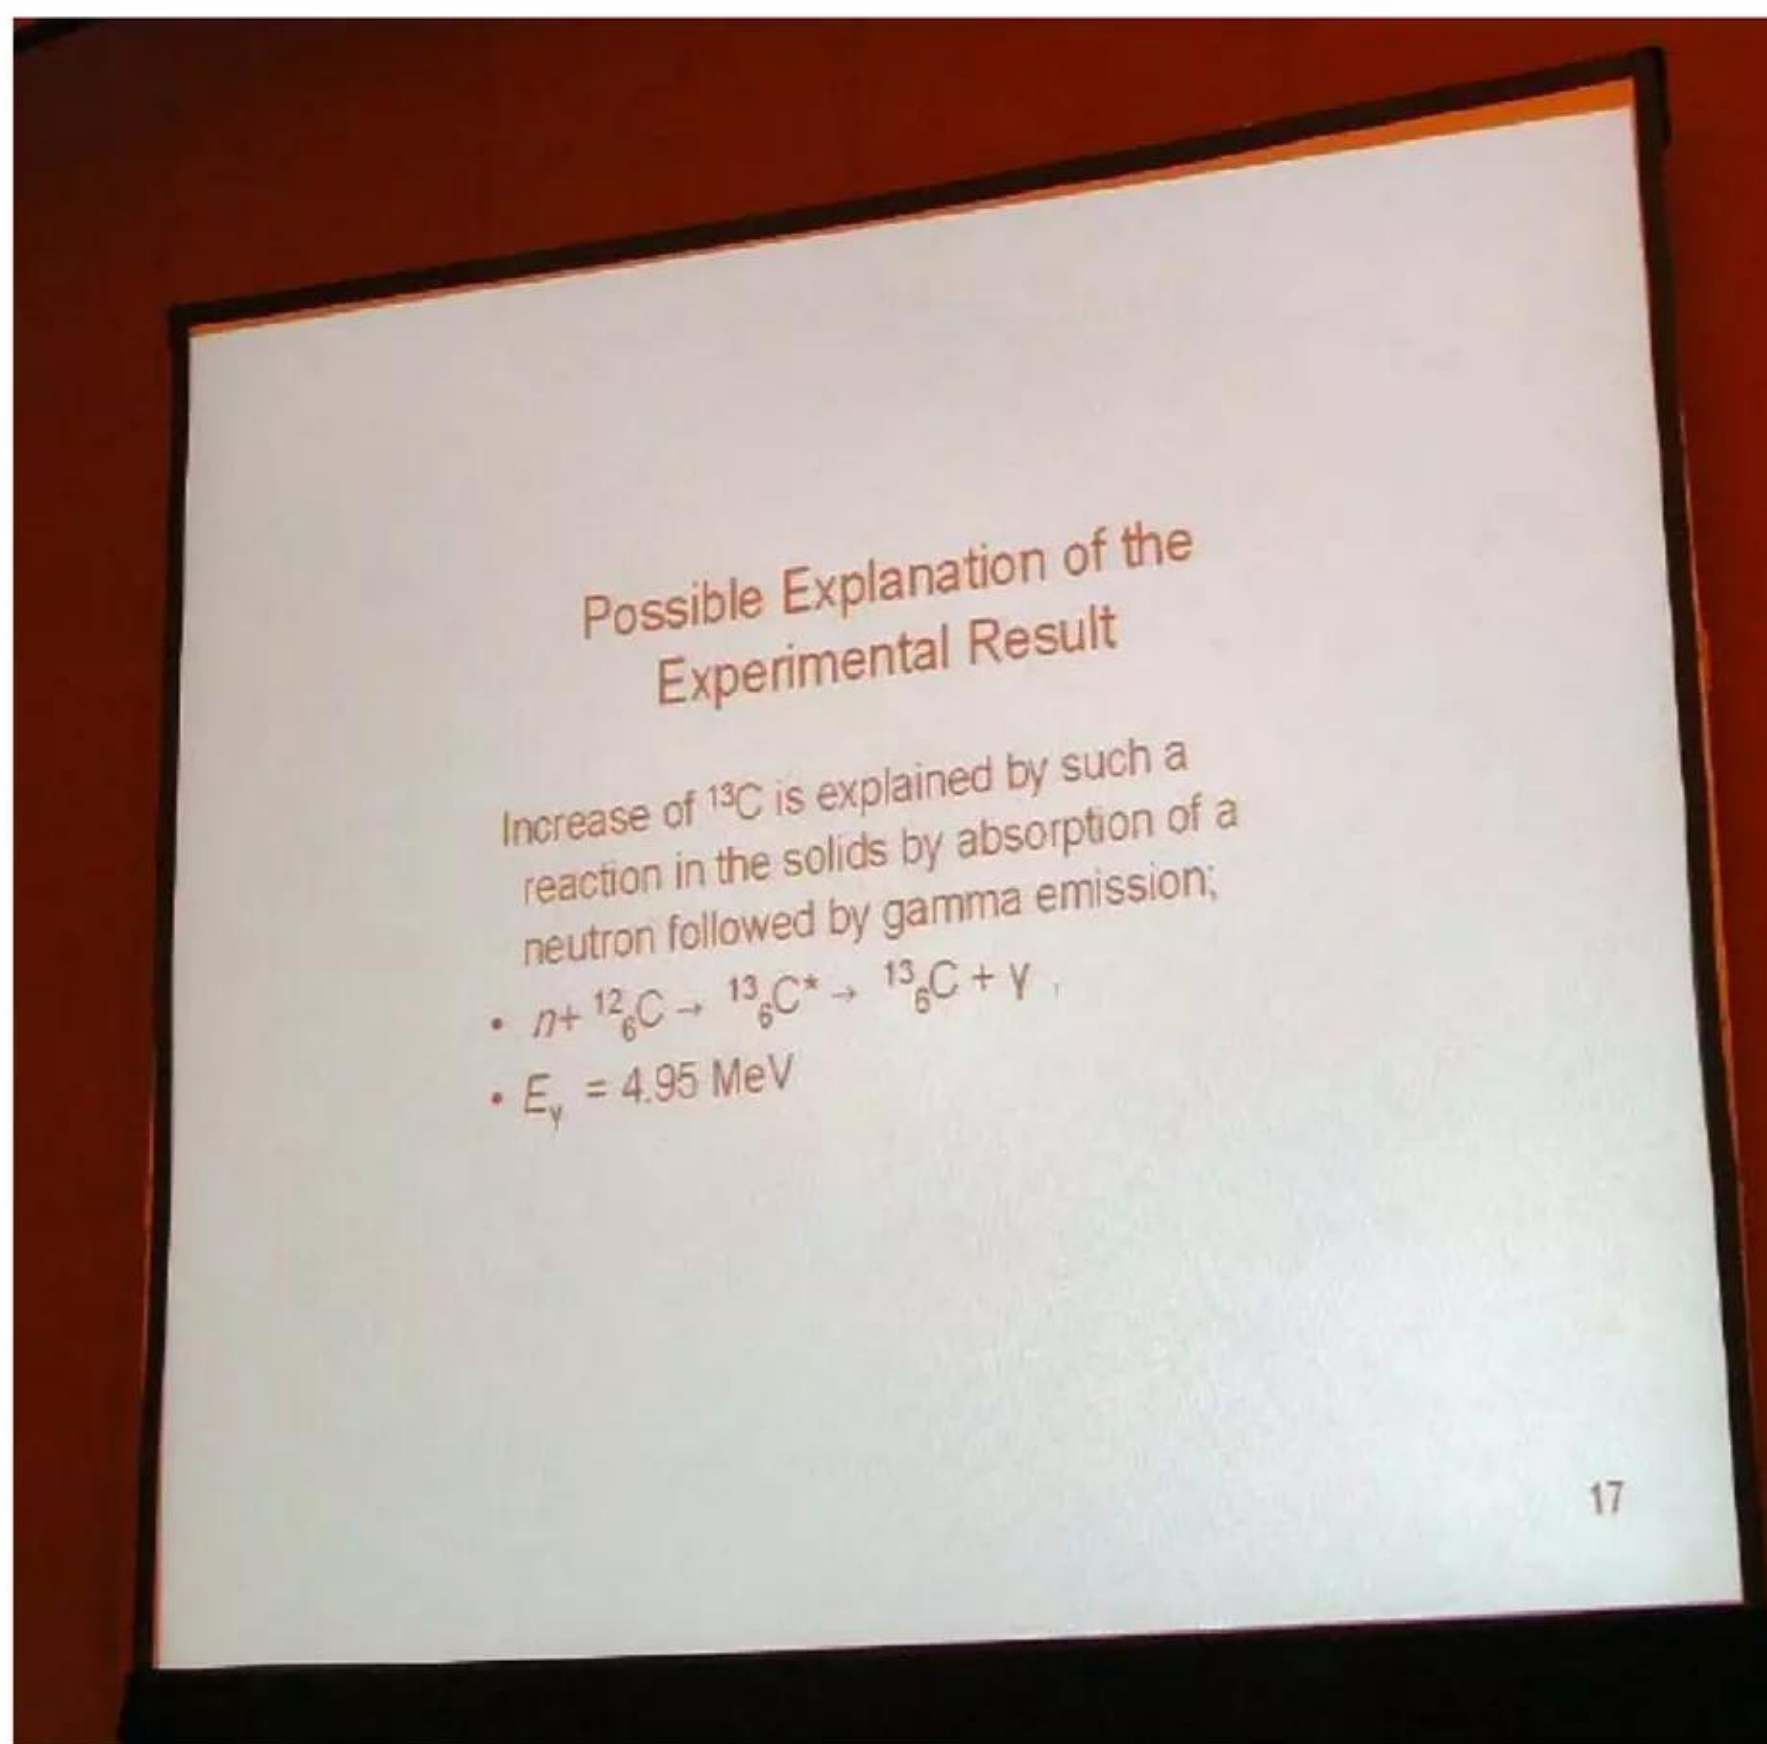 Possible Explanation of the
Experimental Result
Increase of ¹³C is explained by such a
reaction in the solids by absorption of a
neutron followed by gamma emission;
• n+ ¹²₆C → ¹³₆C* → ¹³₆C + γ ,
• Eᵧ = 4.95 MeV
17